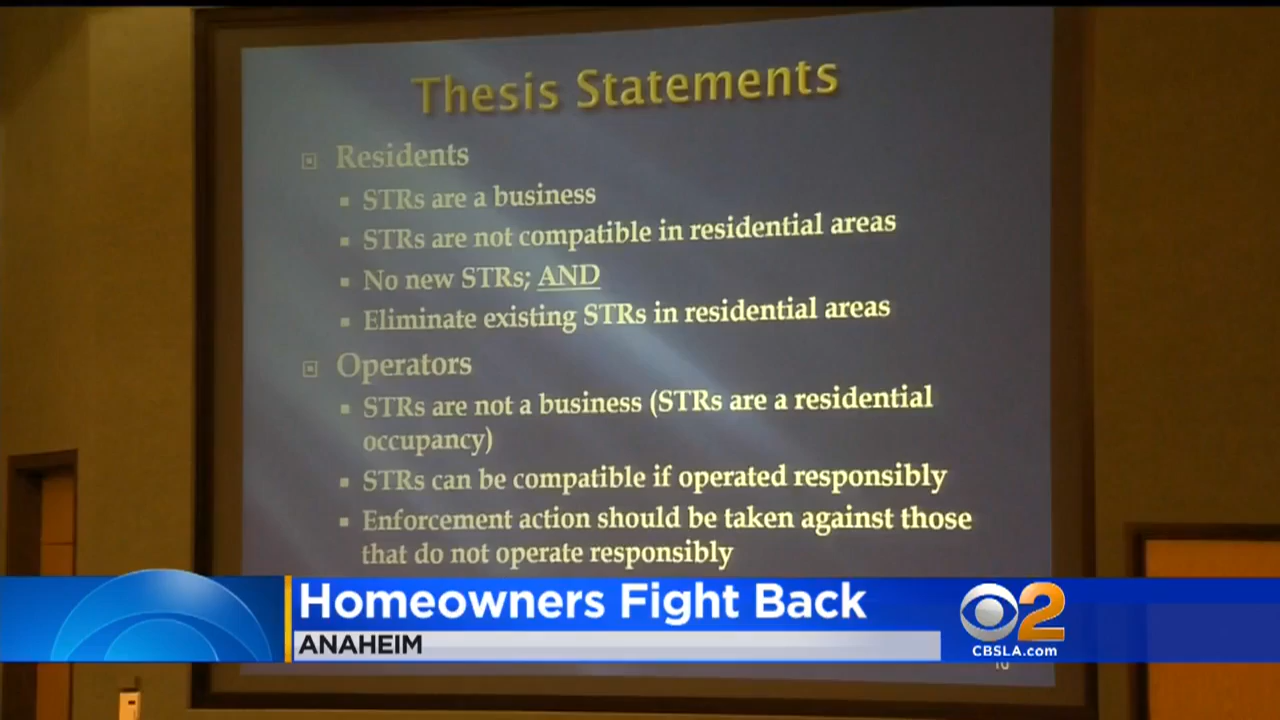 Thesis Statements
Residents
STRs are a business
STRs are not compatible in residential areas
No new STRs; AND
Eliminate existing STRs in residential areas
Operators
STRs are not a business (STRs are a residential
occupancy)
STRs can be compatible if operated responsibly
Enforcement action should be taken against those
that do not operate responsibly
Homeowners Fight Back
ANAHEIM
2
CBSLA.com
10